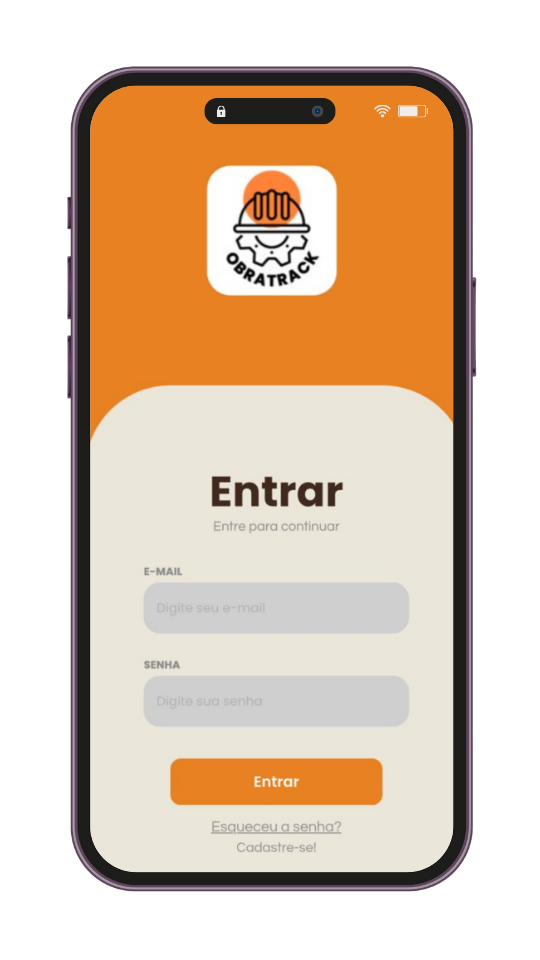 OBRATRACK
Entrar
Entre para continuar
E-MAIL
Digite seu e-mail
SENHA
Digite sua senha
Entrar
Esqueceu a senha?
Cadastre-se!